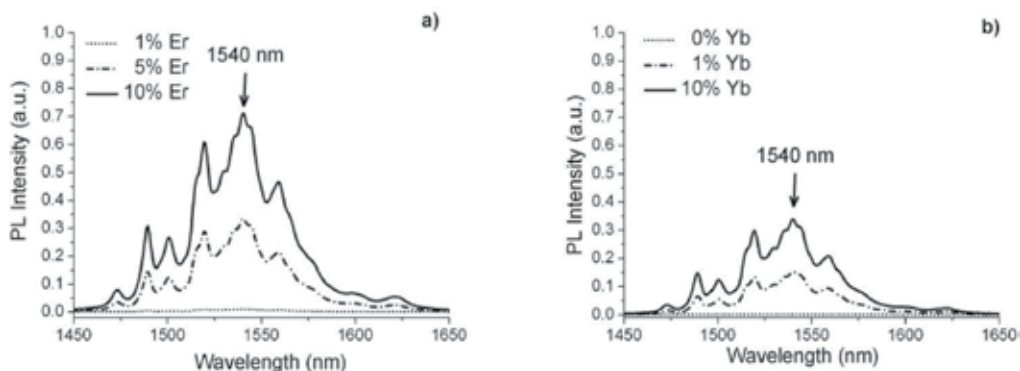 a)
1% Er
5% Er
10% Er
1540 nm
1.0
0.9
0.8
0.7
0.6
0.5
0.4
0.3
0.2
0.1
0.0
PL Intensity (a.u.)
1450 1500 1550 1600 1650
Wavelength (nm)
b)
0% Yb
1% Yb
10% Yb
1540 nm
1.0
0.9
0.8
0.7
0.6
0.5
0.4
0.3
0.2
0.1
0.0
PL Intensity (a.u.)
1450 1500 1550 1600 1650
Wavelength (nm)